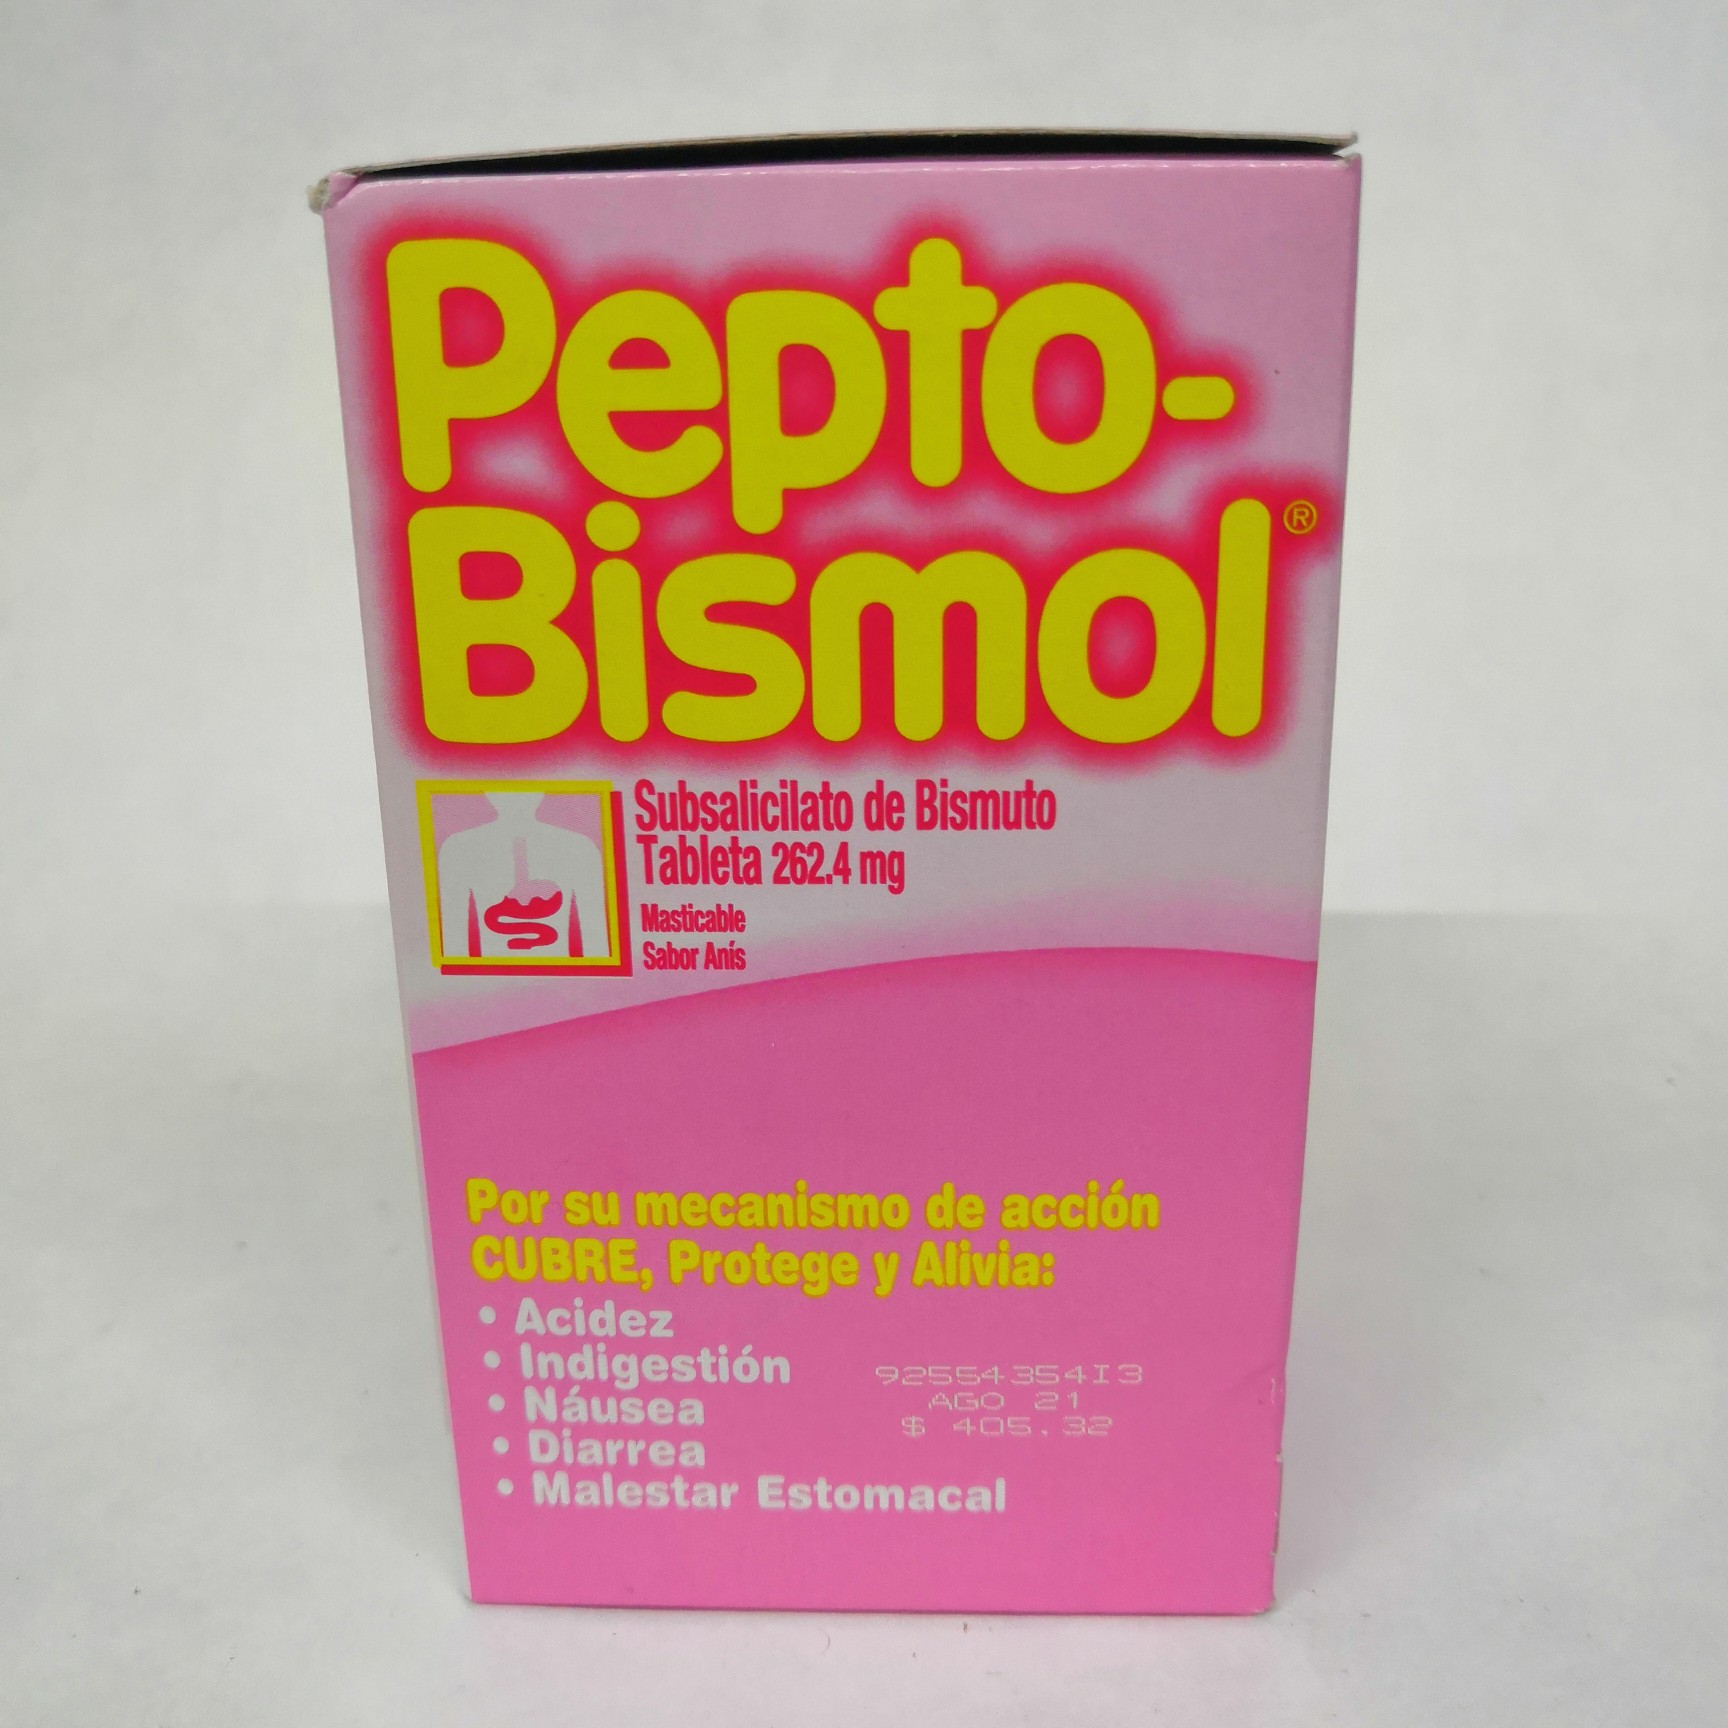 Pepto-
Bismol®
Subsalicilato de Bismuto
Tableta 262.4 mg
Masticable
Sabor Anís
Por su mecanismo de acción
CUBRE, Protege y Alivia:
• Acidez
• Indigestión
• Náusea
• Diarrea
• Malestar Estomacal
92554354I3
AGO 21
$ 405.32